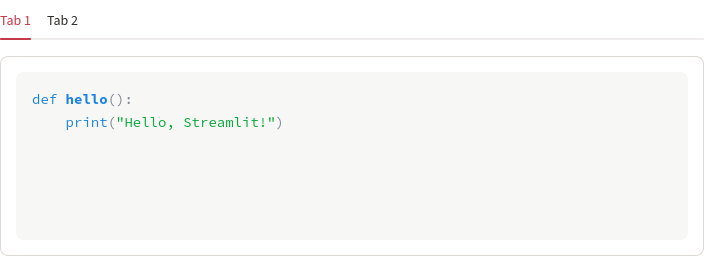 Tab 1 Tab 2
def hello():
    print("Hello, Streamlit!")